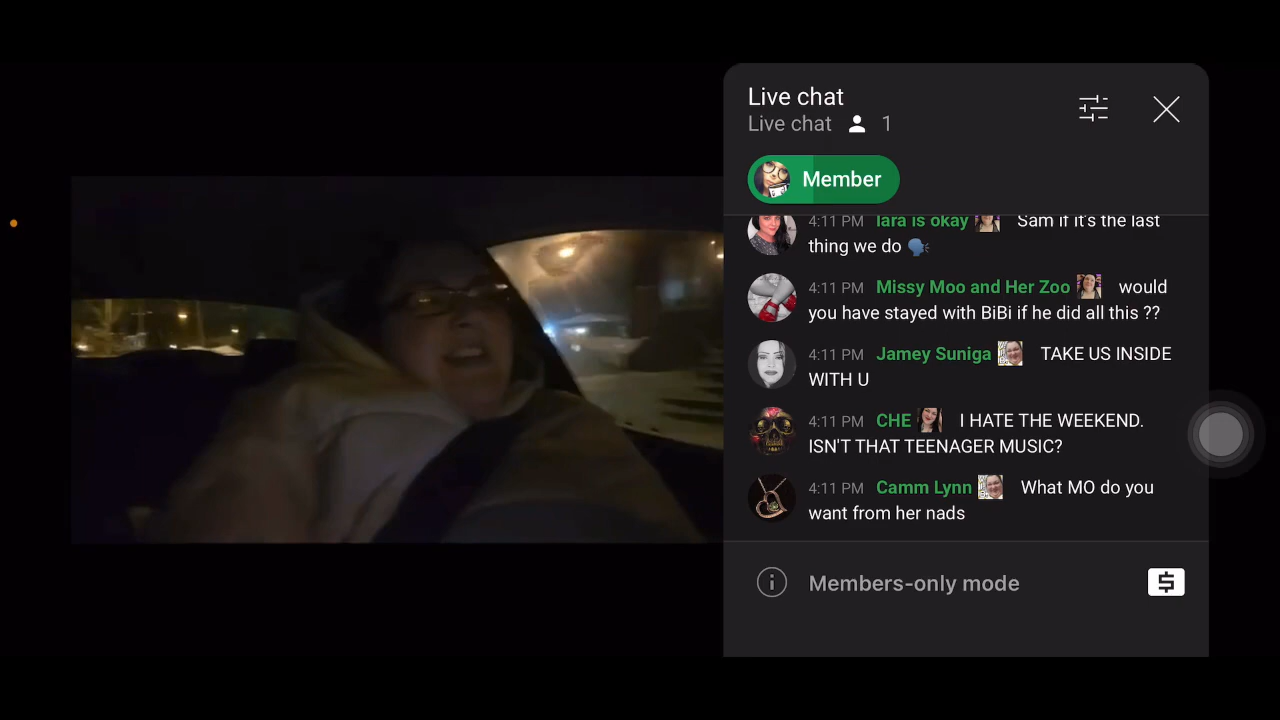 Live chat
Live chat 1
Member
4:11 PM lara is okay Sam if it's the last
thing we do
4:11 PM Missy Moo and Her Zoo would
you have stayed with BiBi if he did all this ??
4:11 PM Jamey Suniga TAKE US INSIDE
WITH U
4:11 PM CHE I HATE THE WEEKEND.
ISN'T THAT TEENAGER MUSIC?
4:11 PM Camm Lynn What MO do you
want from her nads
Members-only mode
$